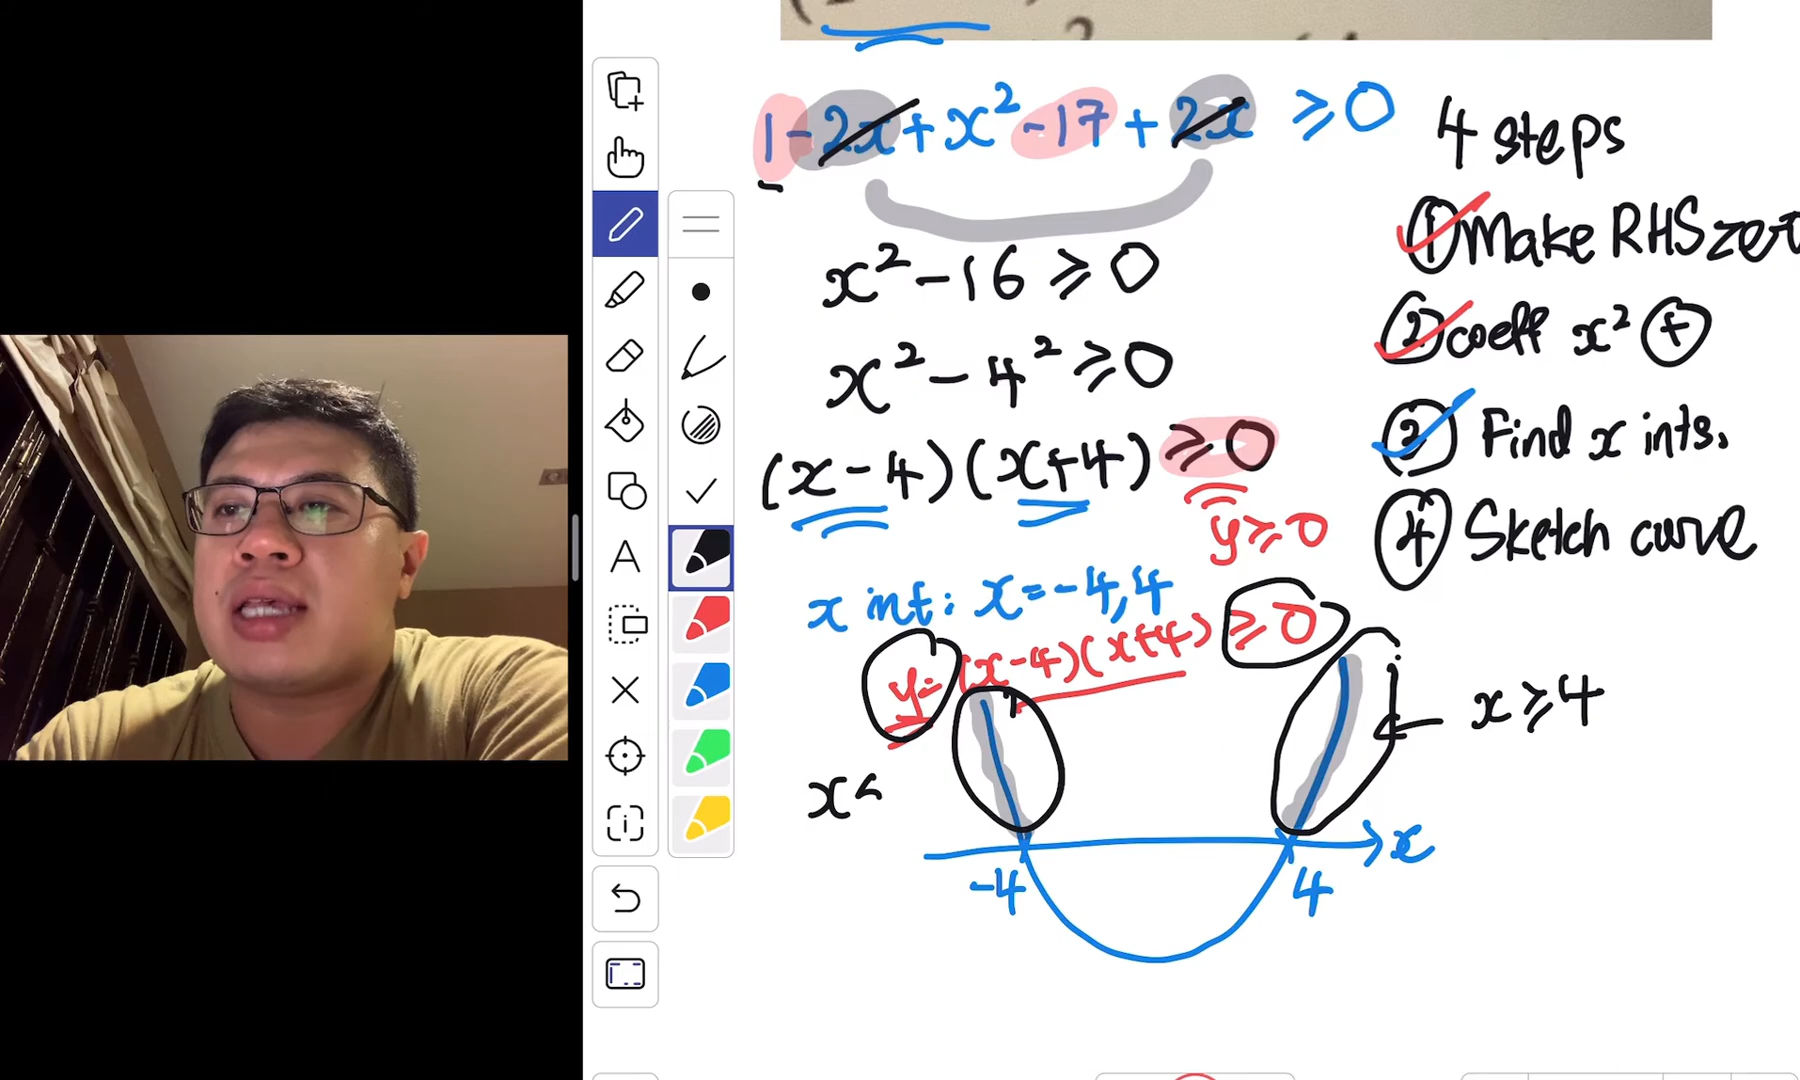 1 - 2x + x² - 17 + 2x ≥ 0
x² - 16 ≥ 0
x² - 4² ≥ 0
(x - 4)(x + 4) ≥ 0
y ≥ 0
x int: x = -4, 4
y = (x - 4)(x + 4) ≥ 0
x ≥ 4
x <
-4
4
x
4 steps
① Make RHS zero
② coeff x² ⊕
③ Find x ints.
④ Sketch curve
A